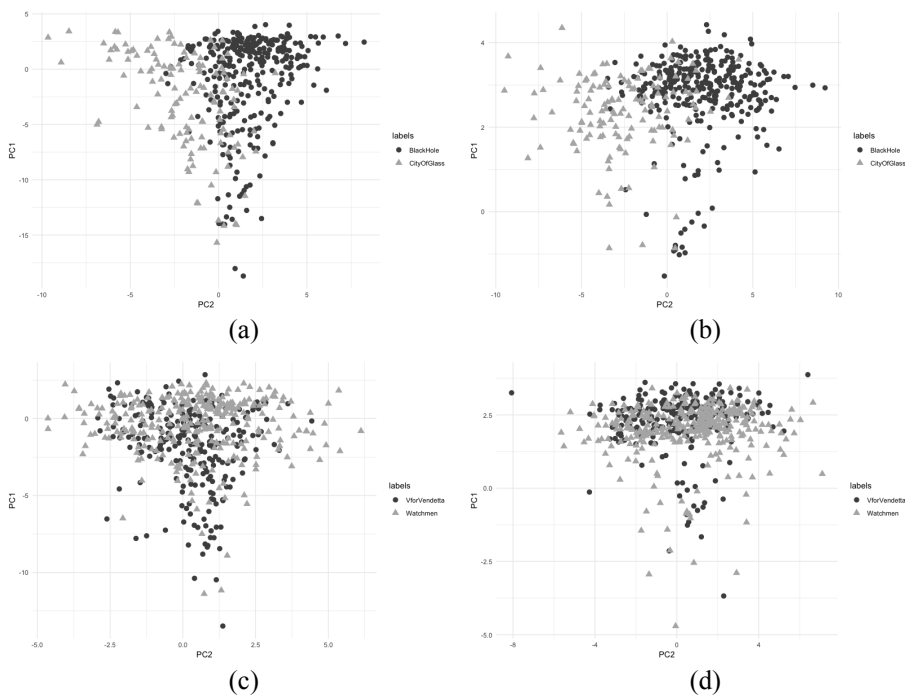 5
0
-5
-10
-15
PC1
-10
-5
0
5
PC2
labels
BlackHole
CityOfGlass
(a)
4
2
0
PC1
-10
-5
0
5
10
PC2
labels
BlackHole
CityOfGlass
(b)
0
-5
-10
PC1
-5.0
-2.5
0.0
2.5
5.0
PC2
labels
VforVendetta
Watchmen
(c)
2.5
0.0
-2.5
-5.0
PC1
-8
-4
0
4
PC2
labels
VforVendetta
Watchmen
(d)